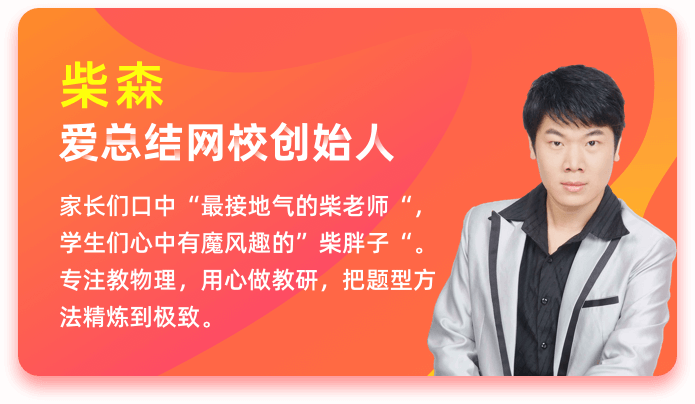 柴森
爱总结网校创始人
家长们口中“最接地气的柴老师“，
学生们心中有魔风趣的”柴胖子“。
专注教物理，用心做教研，把题型方
法精炼到极致。